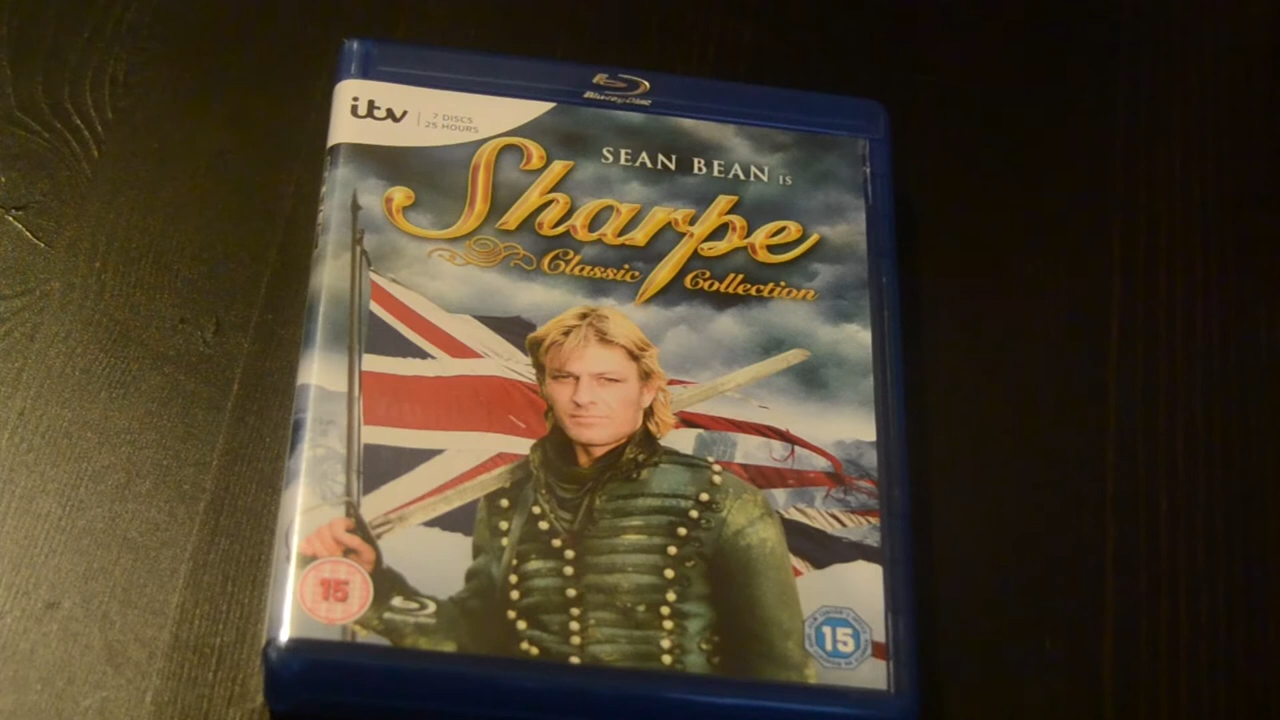 Blu-ray Disc
itv
7 DISCS
25 HOURS
SEAN BEAN IS
Sharpe
Classic Collection
15
15